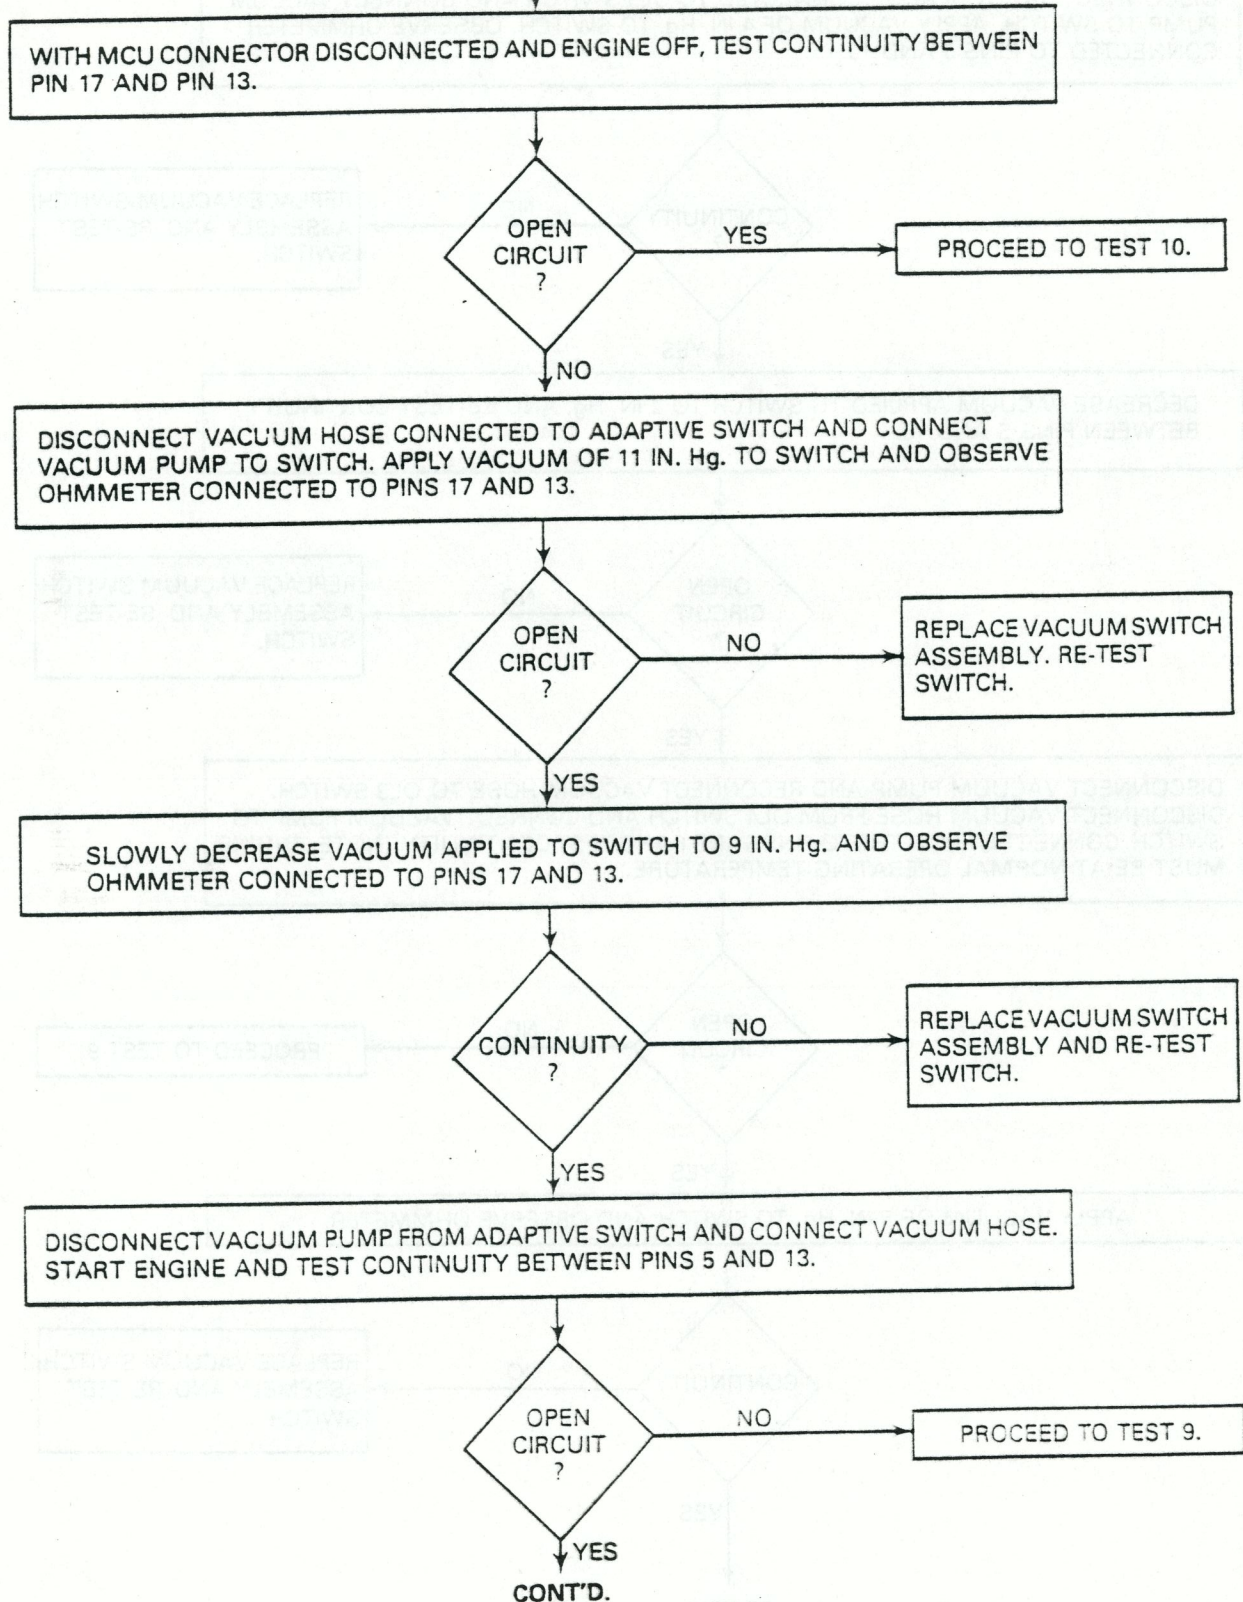 WITH MCU CONNECTOR DISCONNECTED AND ENGINE OFF, TEST CONTINUITY BETWEEN
PIN 17 AND PIN 13.
OPEN
CIRCUIT
?
YES
PROCEED TO TEST 10.
NO
DISCONNECT VACUUM HOSE CONNECTED TO ADAPTIVE SWITCH AND CONNECT
VACUUM PUMP TO SWITCH. APPLY VACUUM OF 11 IN. Hg. TO SWITCH AND OBSERVE
OHMMETER CONNECTED TO PINS 17 AND 13.
OPEN
CIRCUIT
?
NO
REPLACE VACUUM SWITCH
ASSEMBLY. RE-TEST
SWITCH.
YES
SLOWLY DECREASE VACUUM APPLIED TO SWITCH TO 9 IN. Hg. AND OBSERVE
OHMMETER CONNECTED TO PINS 17 AND 13.
CONTINUITY
?
NO
REPLACE VACUUM SWITCH
ASSEMBLY AND RE-TEST
SWITCH.
YES
DISCONNECT VACUUM PUMP FROM ADAPTIVE SWITCH AND CONNECT VACUUM HOSE.
START ENGINE AND TEST CONTINUITY BETWEEN PINS 5 AND 13.
OPEN
CIRCUIT
?
NO
PROCEED TO TEST 9.
YES
CONT'D.